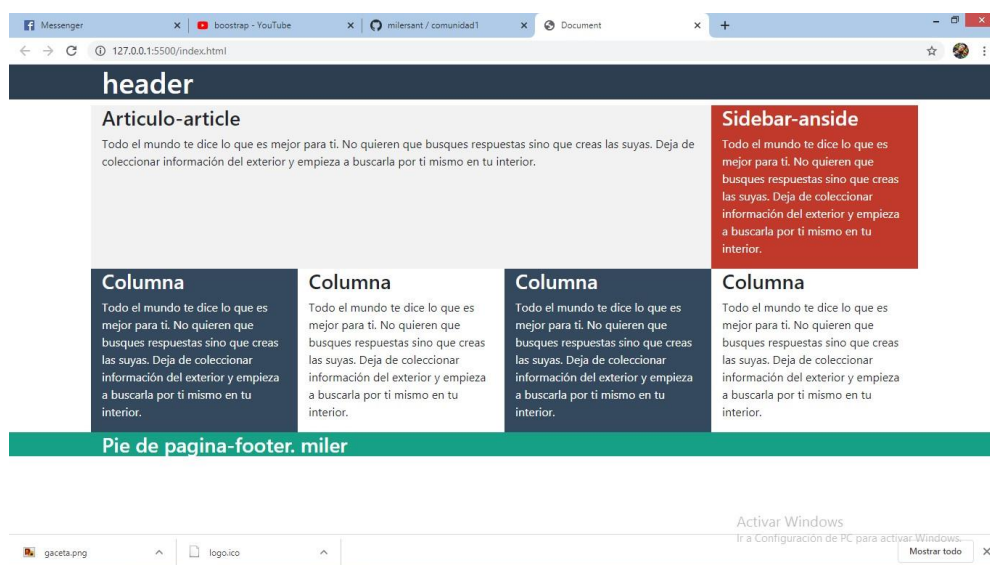 Messenger
boostrap - YouTube
milersant / comunidad1
Document
127.0.0.1:5500/index.html
header
Articulo-article
Todo el mundo te dice lo que es mejor para ti. No quieren que busques respuestas sino que creas las suyas. Deja de
coleccionar información del exterior y empieza a buscarla por ti mismo en tu interior.
Sidebar-anside
Todo el mundo te dice lo que es
mejor para ti. No quieren que
busques respuestas sino que creas
las suyas. Deja de coleccionar
información del exterior y empieza
a buscarla por ti mismo en tu
interior.
Columna
Todo el mundo te dice lo que es
mejor para ti. No quieren que
busques respuestas sino que creas
las suyas. Deja de coleccionar
información del exterior y empieza
a buscarla por ti mismo en tu
interior.
Columna
Todo el mundo te dice lo que es
mejor para ti. No quieren que
busques respuestas sino que creas
las suyas. Deja de coleccionar
información del exterior y empieza
a buscarla por ti mismo en tu
interior.
Columna
Todo el mundo te dice lo que es
mejor para ti. No quieren que
busques respuestas sino que creas
las suyas. Deja de coleccionar
información del exterior y empieza
a buscarla por ti mismo en tu
interior.
Columna
Todo el mundo te dice lo que es
mejor para ti. No quieren que
busques respuestas sino que creas
las suyas. Deja de coleccionar
información del exterior y empieza
a buscarla por ti mismo en tu
interior.
Pie de pagina-footer. miler
Activar Windows
Ir a Configuración de PC para activar Windows.
gaceta.png
logo.ico
Mostrar todo